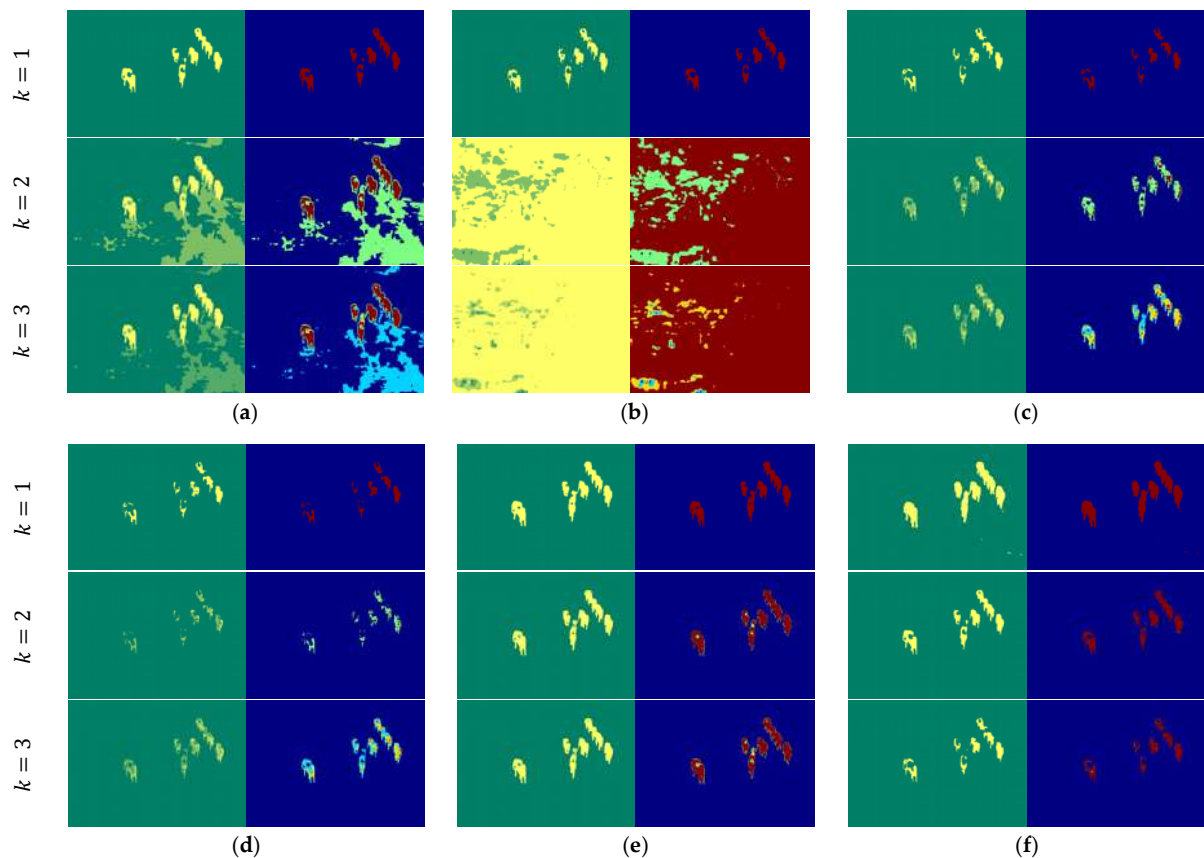 k = 1
k = 2
k = 3
(a)
(b)
(c)
k = 1
k = 2
k = 3
(d)
(e)
(f)